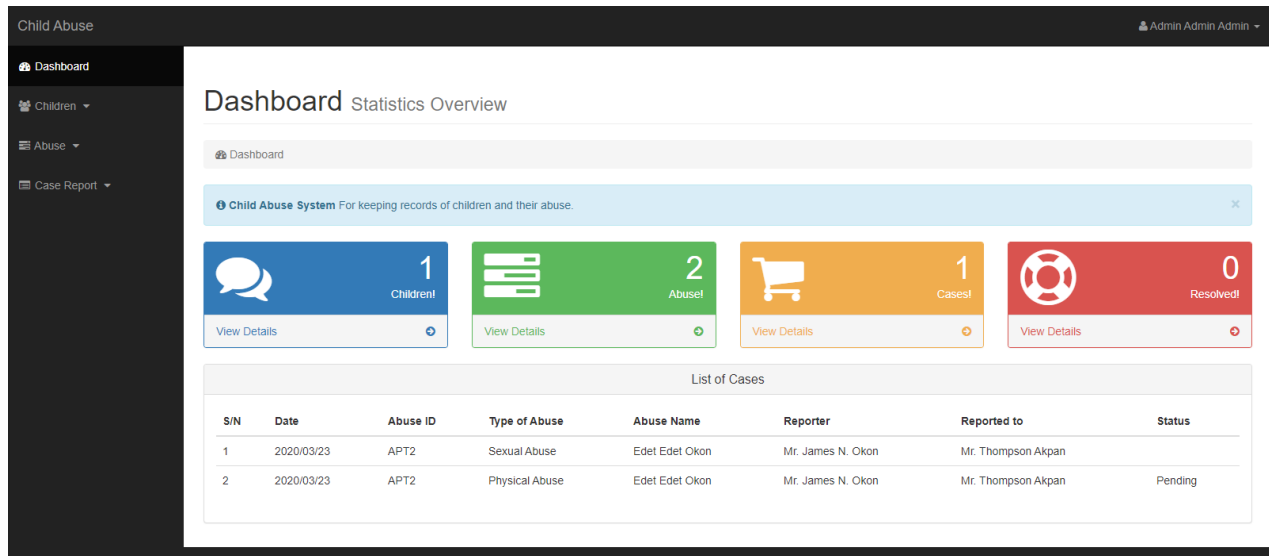 Child Abuse
Admin Admin Admin
Dashboard
Children
Abuse
Case Report
Dashboard Statistics Overview
Dashboard
Child Abuse System For keeping records of children and their abuse.
×
1
Children!
View Details
2
Abuse!
View Details
1
Cases!
View Details
0
Resolved!
View Details
List of Cases
S/N Date Abuse ID Type of Abuse Abuse Name Reporter Reported to Status
1 2020/03/23 APT2 Sexual Abuse Edet Edet Okon Mr. James N. Okon Mr. Thompson Akpan
2 2020/03/23 APT2 Physical Abuse Edet Edet Okon Mr. James N. Okon Mr. Thompson Akpan Pending